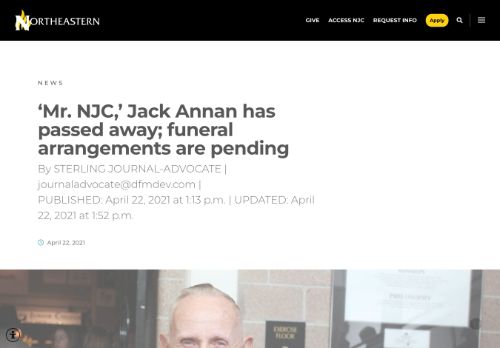 NORTHEASTERN
GIVE ACCESS NJC REQUEST INFO Apply
NEWS
‘Mr. NJC,’ Jack Annan has
passed away; funeral
arrangements are pending
By STERLING JOURNAL-ADVOCATE |
journaladvocate@dfmdev.com |
PUBLISHED: April 22, 2021 at 1:13 p.m. | UPDATED: April
22, 2021 at 1:52 p.m.
April 22, 2021
PHILOSOPHY
EXERCISE
FLOOR